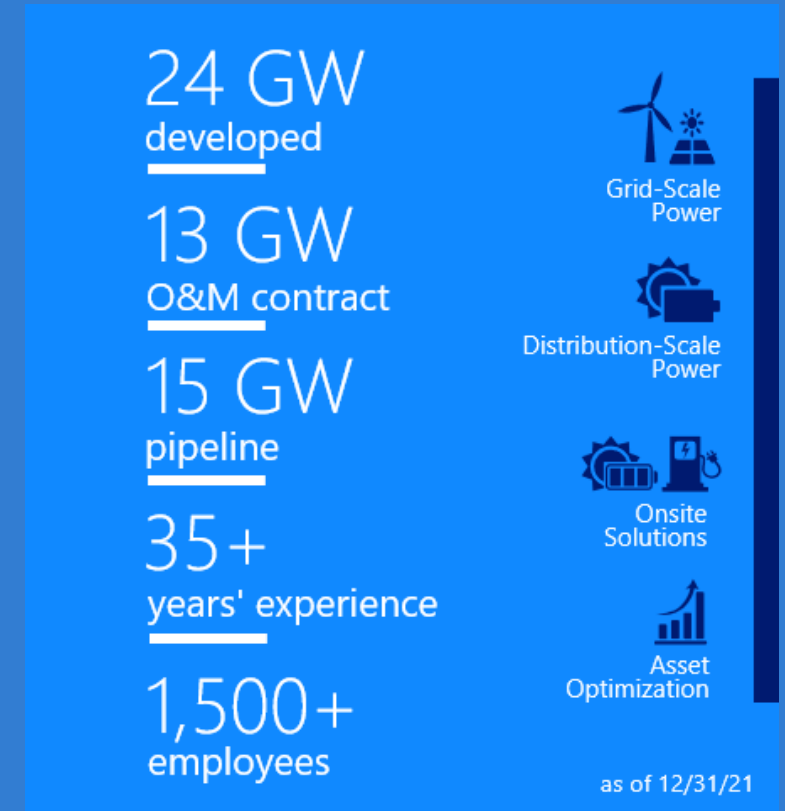 24 GW
developed
13 GW
O&M contract
15 GW
pipeline
35+
years' experience
1,500+
employees
Grid-Scale
Power
Distribution-Scale
Power
Onsite
Solutions
Asset
Optimization
as of 12/31/21